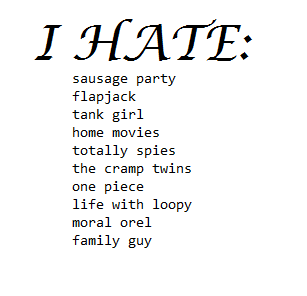 I HATE:
sausage party
flapjack
tank girl
home movies
totally spies
the cramp twins
one piece
life with loopy
moral orel
family guy